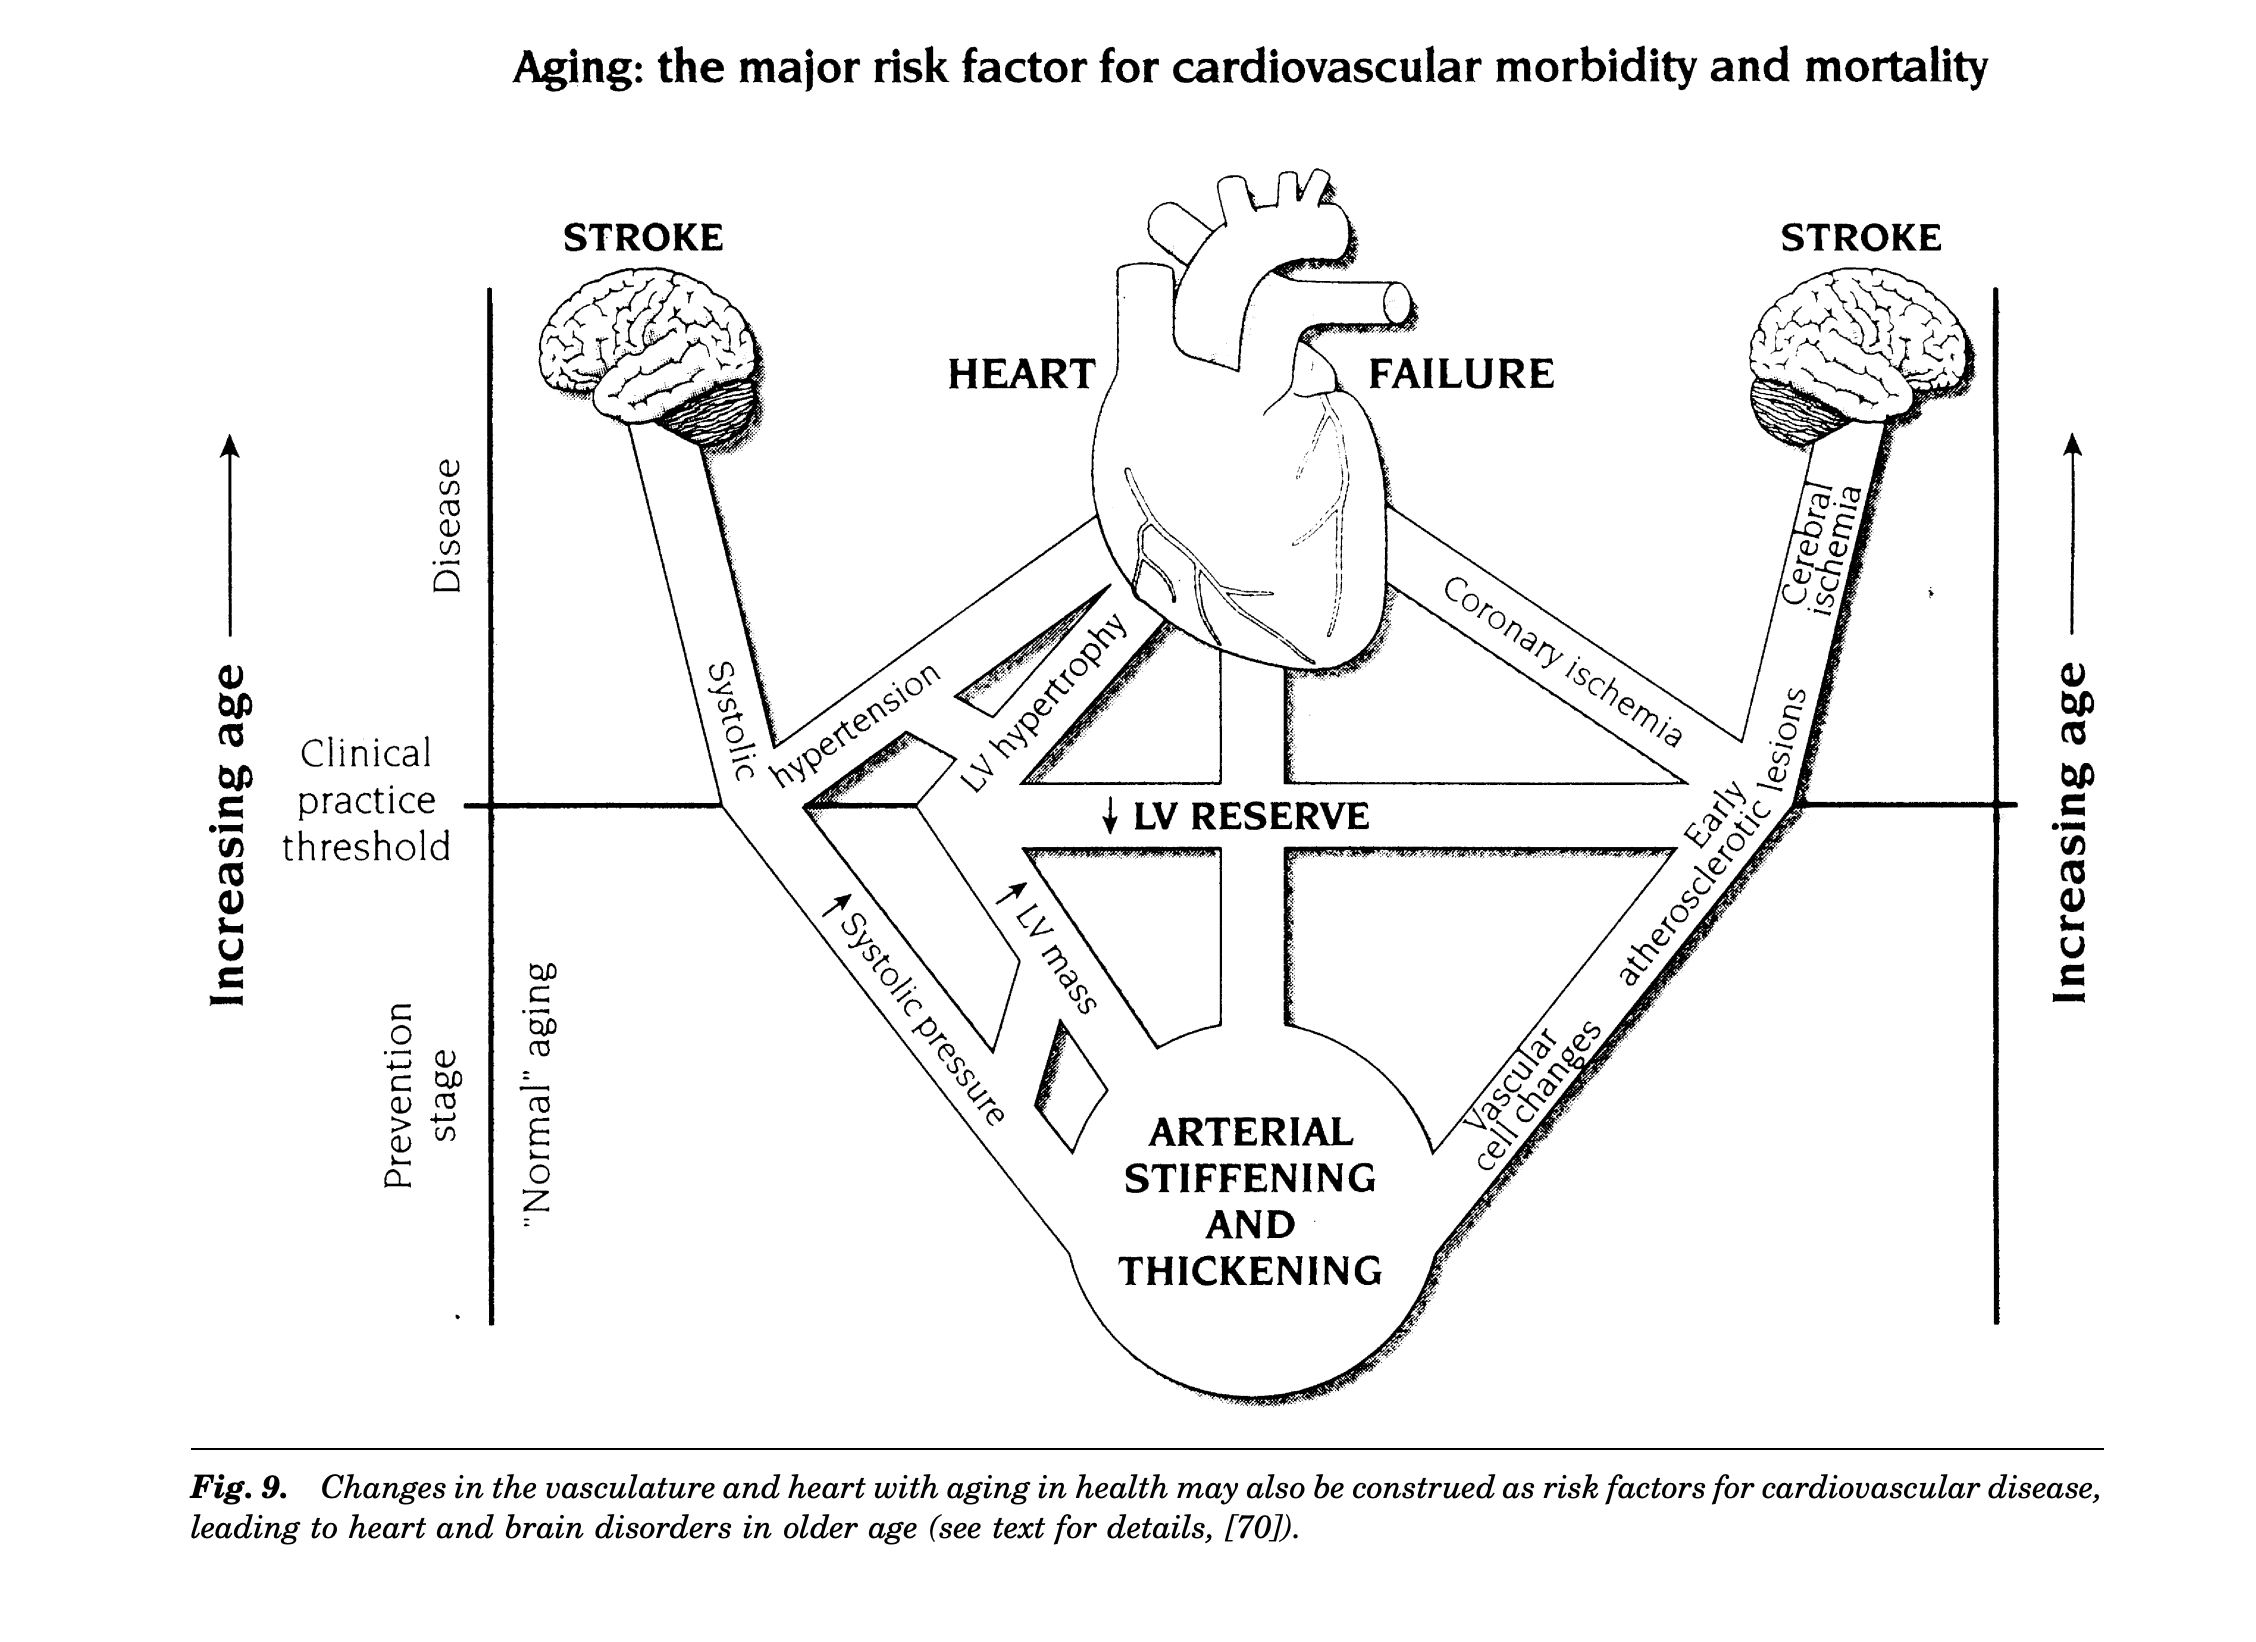 Aging: the major risk factor for cardiovascular morbidity and mortality
STROKE
STROKE
HEART
FAILURE
Disease
Increasing age
Clinical
practice
threshold
Prevention
stage
"Normal" aging
Systolic
hypertension
LV hypertrophy
Coronary ischemia
Cerebral
ischemia
↓ LV RESERVE
Early
atherosclerotic lesions
↑ Systolic pressure
↑ LV mass
Vascular
cell changes
ARTERIAL
STIFFENING
AND
THICKENING
Increasing age
Fig. 9. Changes in the vasculature and heart with aging in health may also be construed as risk factors for cardiovascular disease,
leading to heart and brain disorders in older age (see text for details, [70]).